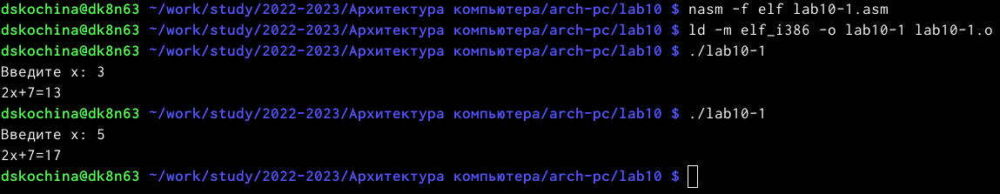 dskochina@dk8n63 ~/work/study/2022-2023/Архитектура компьютера/arch-pc/lab10 $ nasm -f elf lab10-1.asm
dskochina@dk8n63 ~/work/study/2022-2023/Архитектура компьютера/arch-pc/lab10 $ ld -m elf_i386 -o lab10-1 lab10-1.o
dskochina@dk8n63 ~/work/study/2022-2023/Архитектура компьютера/arch-pc/lab10 $ ./lab10-1
Введите x: 3
2x+7=13
dskochina@dk8n63 ~/work/study/2022-2023/Архитектура компьютера/arch-pc/lab10 $ ./lab10-1
Введите x: 5
2x+7=17
dskochina@dk8n63 ~/work/study/2022-2023/Архитектура компьютера/arch-pc/lab10 $